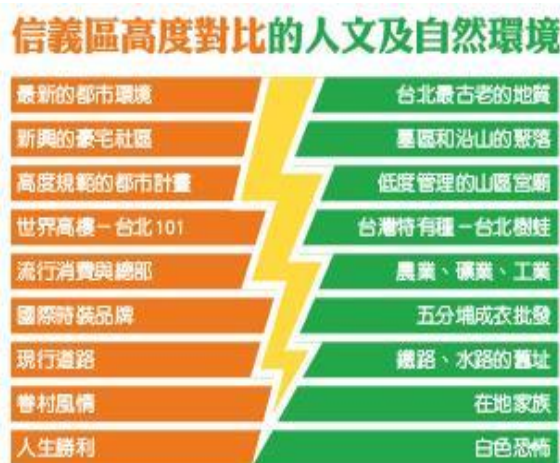 信義區高度對比的人文及自然環境
最新的都市環境 台北最古老的地質
新興的豪宅社區 墓區和沿山的聚落
高度規範的都市計畫 低度管理的山區宮廟
世界高樓－台北101 台灣特有種－台北樹蛙
流行消費與總部 農業、礦業、工業
國際時裝品牌 五分埔成衣批發
現行道路 鐵路、水路的舊址
眷村風情 在地家族
人生勝利 白色恐怖